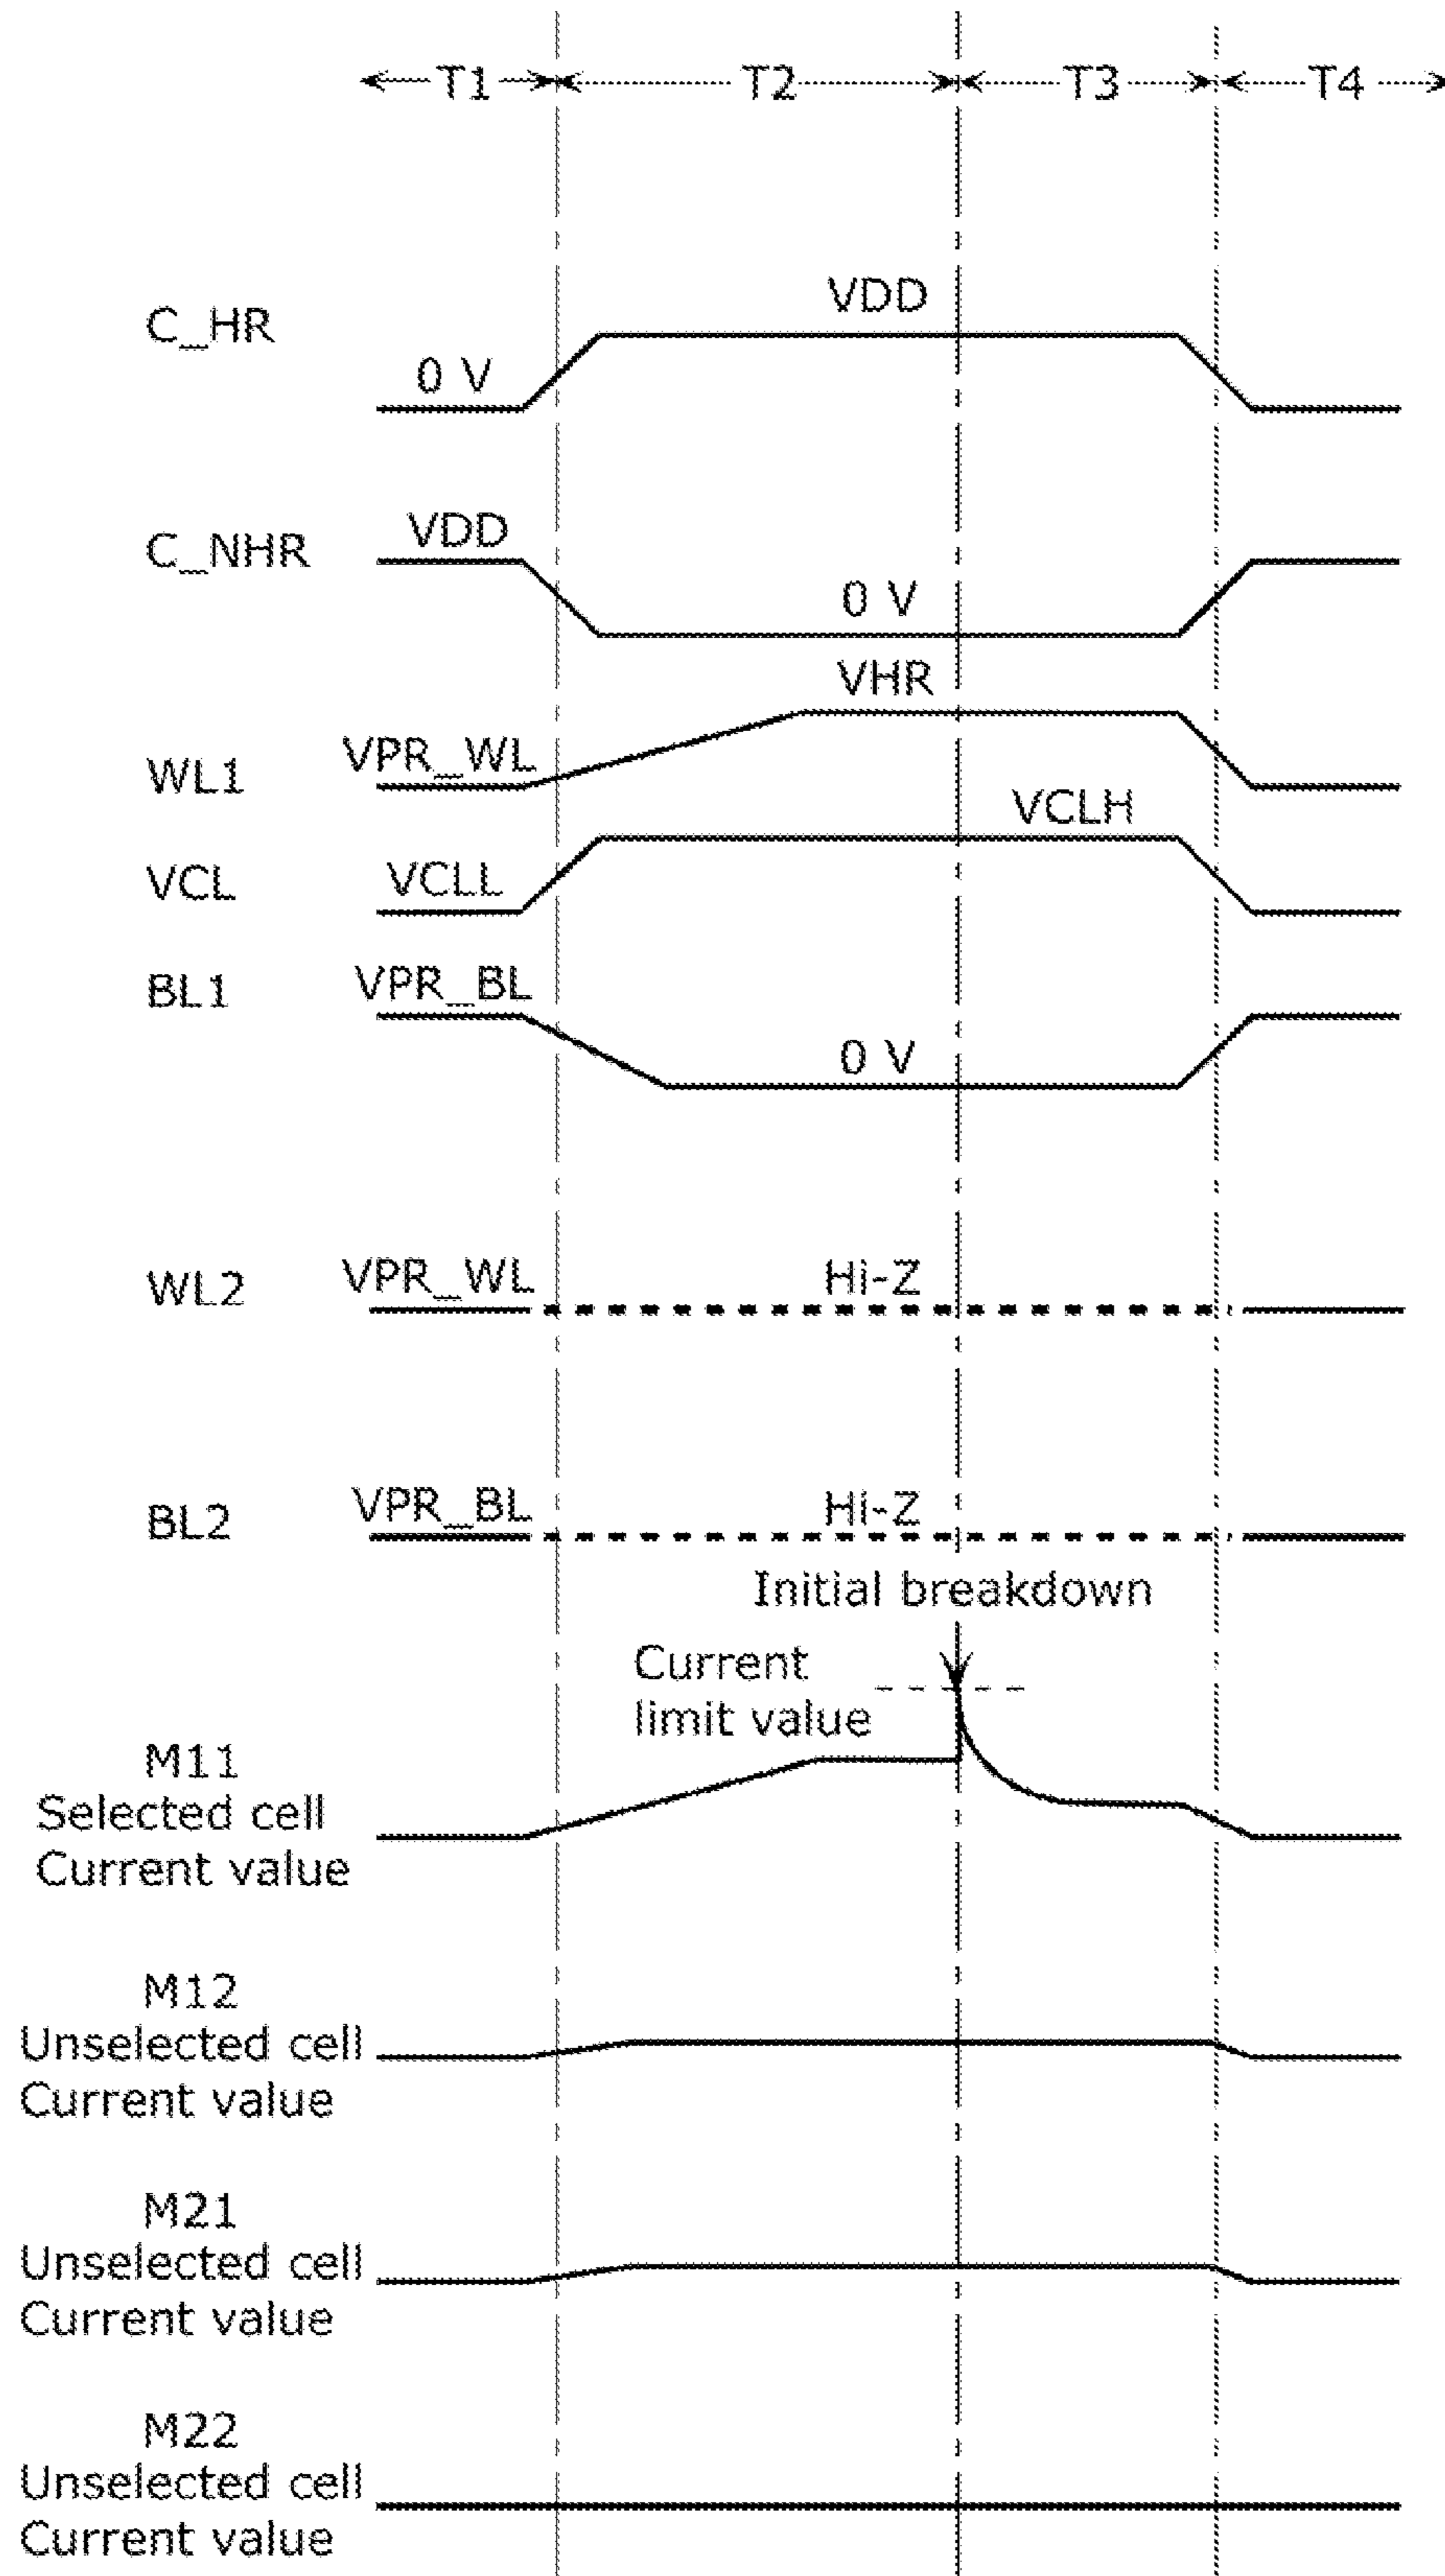 T1 T2 T3 T4
VDD
C_HR
0 V
VDD
C_NHR
0 V
VHR
VPR_WL
WL1
VCLH
VCL
VCLL
BL1
VPR_BL
0 V
WL2
VPR_WL
Hi-Z
BL2
VPR_BL
Hi-Z
Initial breakdown
Current
limit value
M11
Selected cell
Current value
M12
Unselected cell
Current value
M21
Unselected cell
Current value
M22
Unselected cell
Current value